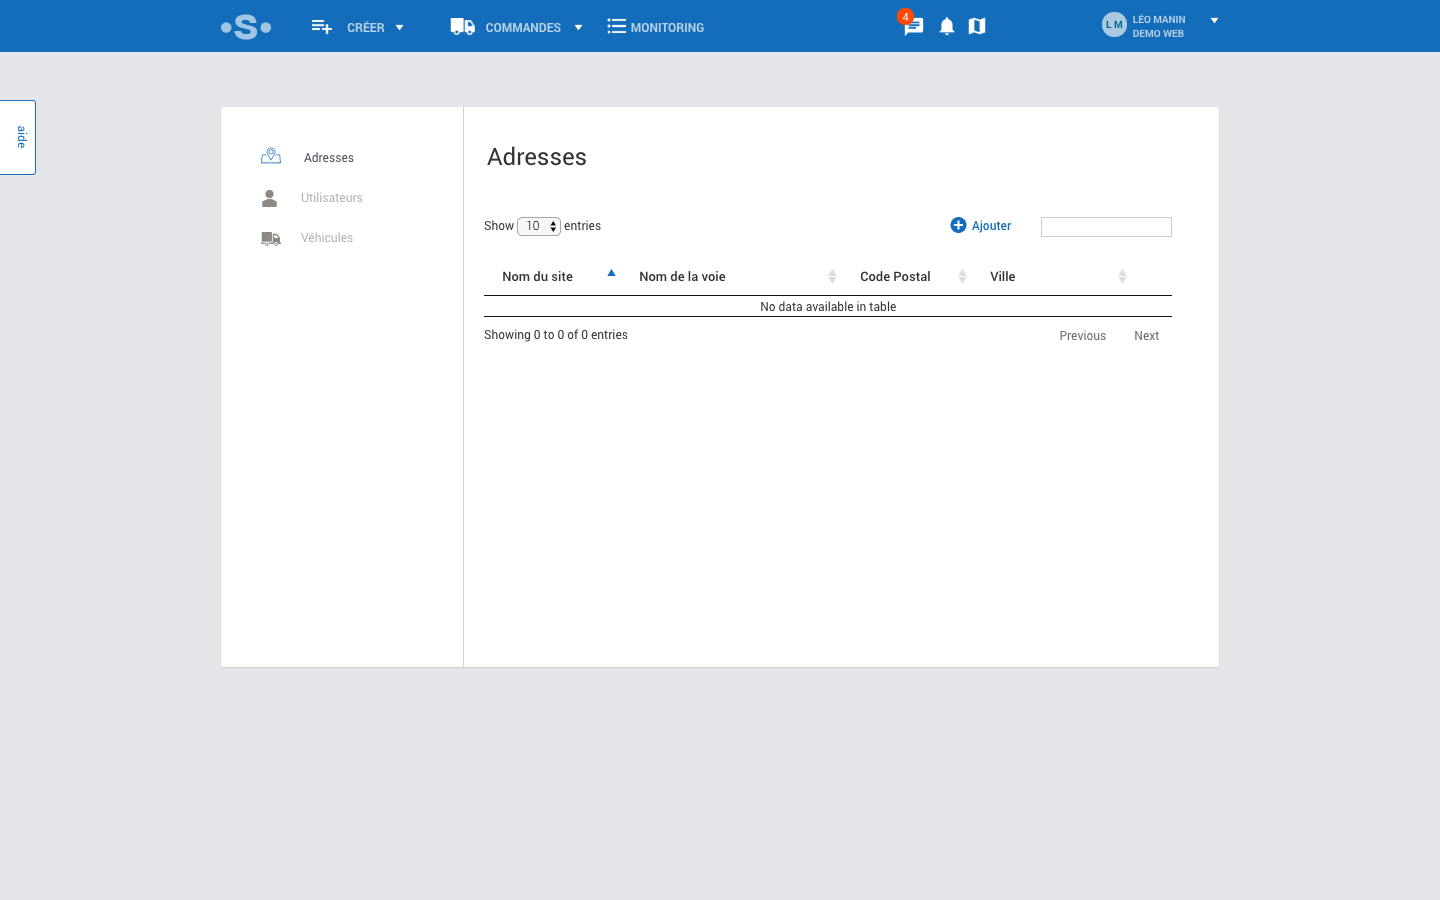 •S•
CRÉER
COMMANDES
MONITORING
4
L M
LÉO MANIN
DEMO WEB
aide
Adresses
Utilisateurs
Véhicules
Adresses
Show 10 entries
Ajouter
Nom du site Nom de la voie Code Postal Ville
No data available in table
Showing 0 to 0 of 0 entries
Previous Next